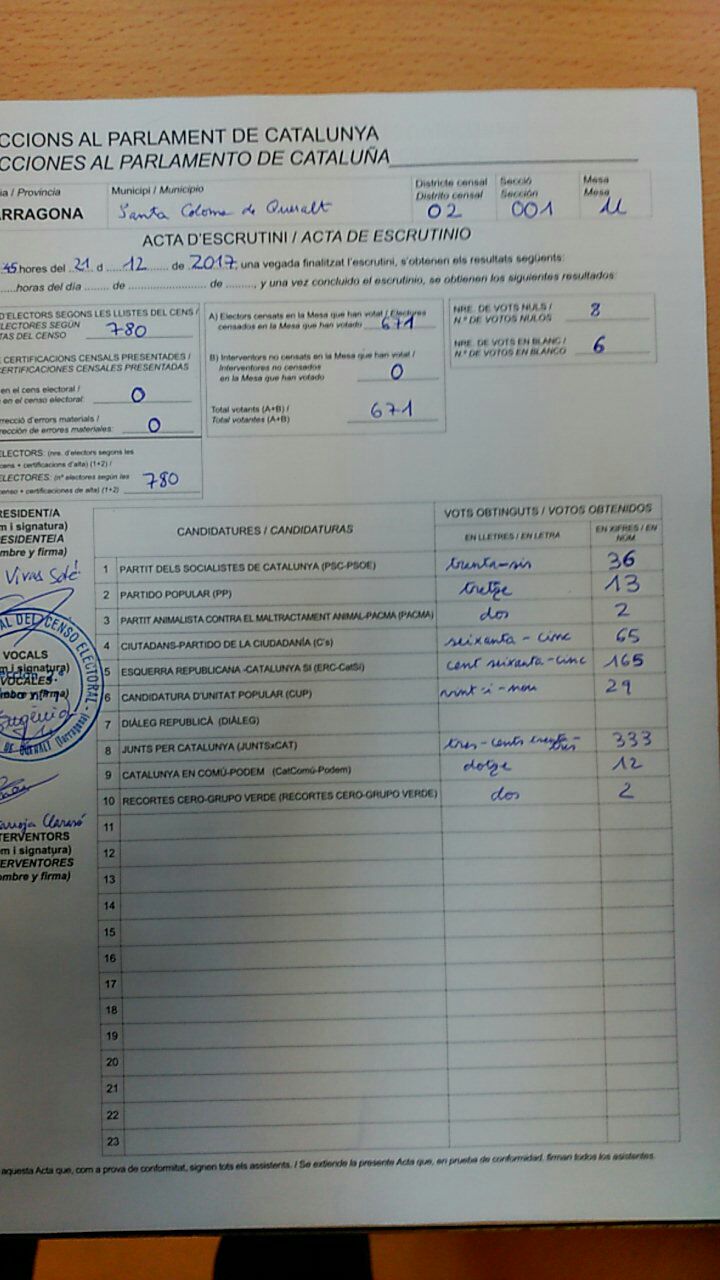 CCIONS AL PARLAMENT DE CATALUNYA
CCIONES AL PARLAMENTO DE CATALUÑA
ia / Provincia
ARRAGONA
Municipi / Municipio
Santa Coloma de Queralt
Districte censal
Distrito censal
02
Secció
Sección
001
Mesa
Mesa
U
ACTA D'ESCRUTINI / ACTA DE ESCRUTINIO
45 hores del 21 d 12 de 2017, una vegada finalitzat l'escrutini, s'obtenen els resultats següents:
horas del día ........ de ................ de ........, y una vez concluido el escrutinio, se obtienen los siguientes resultados:
D'ELECTORS SEGONS LES LLISTES DEL CENS /
ELECTORES SEGÚN
TAS DEL CENSO
780
CERTIFICACIONS CENSALS PRESENTADES /
CERTIFICACIONES CENSALES PRESENTADAS
en el cens electoral /
en el censo electoral:
0
rrecció d'errors materials /
rección de errores materiales:
0
ELECTORS: (nre. d'electors segons les
cens + certificacions d'alta) (1+2) /
ELECTORES: (nº electores según las
censo + certificaciones de alta) (1+2)
780
A) Electors censats en la Mesa que han votat / Electores
censados en la Mesa que han votado
671
B) Interventors no censats en la Mesa que han votat /
Interventores no censados
en la Mesa que han votado
0
Total votants (A+B) /
Total votantes (A+B)
671
NRE. DE VOTS NULS /
N.º DE VOTOS NULOS
8
NRE. DE VOTS EN BLANC /
N.º DE VOTOS EN BLANCO
6
RESIDENT/A
m i signatura)
RESIDENTE/A
mbre y firma)
Vivas Solé
VOCALS
m i signatura)
VOCALES
mbre y firma)
AL DEL CENSO ELECTORAL
DE QUERALT (Tarragona)
Eugènia
TERVENTORS
m i signatura)
ERVENTORES
mbre y firma)
CANDIDATURES / CANDIDATURAS
VOTS OBTINGUTS / VOTOS OBTENIDOS
EN LLETRES / EN LETRA
EN XIFRES / EN NÚM.
1 PARTIT DELS SOCIALISTES DE CATALUNYA (PSC-PSOE) trenta-sis 36
2 PARTIDO POPULAR (PP) tretze 13
3 PARTIT ANIMALISTA CONTRA EL MALTRACTAMENT ANIMAL-PACMA (PACMA) dos 2
4 CIUTADANS-PARTIDO DE LA CIUDADANÍA (C's) seixanta-cinc 65
5 ESQUERRA REPUBLICANA -CATALUNYA SÍ (ERC-CatSí) cent seixanta-cinc 165
6 CANDIDATURA D'UNITAT POPULAR (CUP) vint-i-nou 29
7 DIÀLEG REPUBLICÀ (DIÀLEG)
8 JUNTS PER CATALUNYA (JUNTSxCAT) tres-cents trenta-tres 333
9 CATALUNYA EN COMÚ-PODEM (CatComú-Podem) dotze 12
10 RECORTES CERO-GRUPO VERDE (RECORTES CERO-GRUPO VERDE) dos 2
11
12
13
14
15
16
17
18
19
20
21
22
23
aquesta Acta que, com a prova de conformitat, signen tots els assistents. / Se extiende la presente Acta que, en prueba de conformidad, firman todos los asistentes.